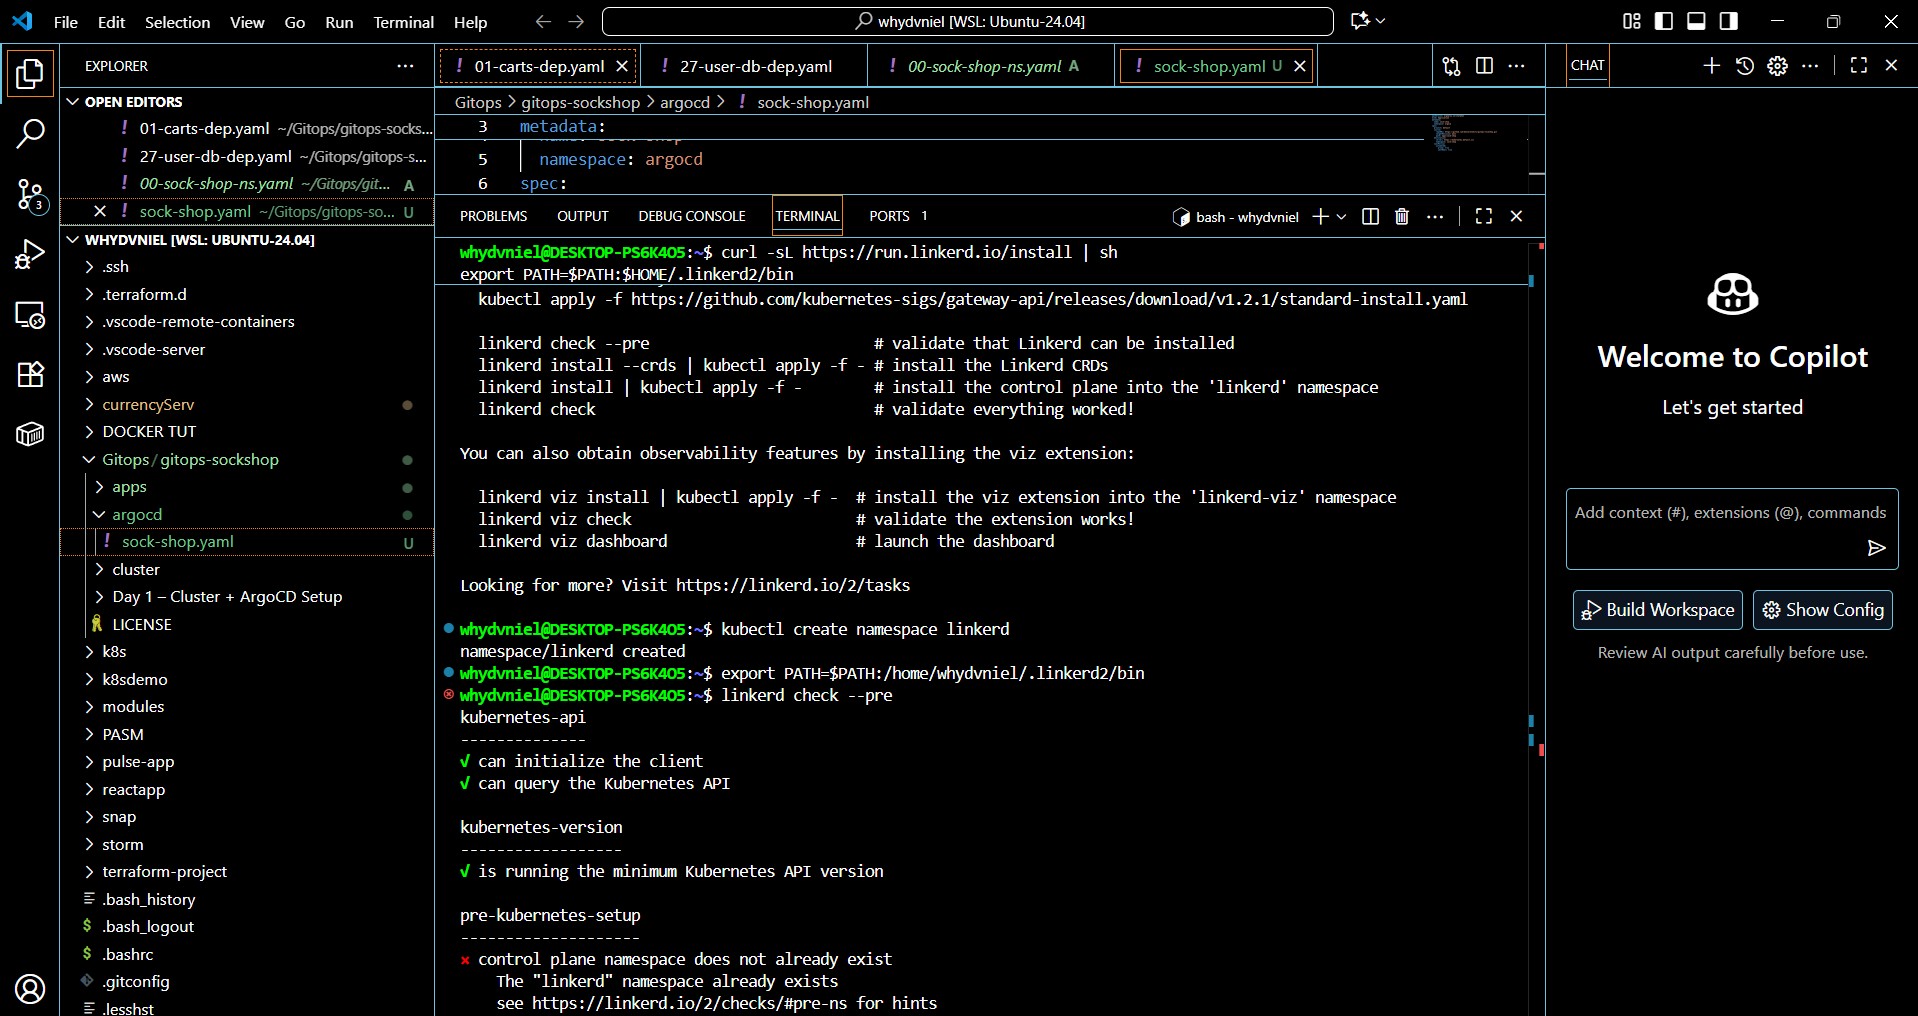 File Edit Selection View Go Run Terminal Help
whydvniel [WSL: Ubuntu-24.04]
EXPLORER
OPEN EDITORS
! 01-carts-dep.yaml ~/Gitops/gitops-socks...
! 27-user-db-dep.yaml ~/Gitops/gitops-s...
! 00-sock-shop-ns.yaml ~/Gitops/git... A
! sock-shop.yaml ~/Gitops/gitops-so... U
WHYDVNIEL [WSL: UBUNTU-24.04]
.ssh
.terraform.d
.vscode-remote-containers
.vscode-server
aws
currencyServ
DOCKER TUT
Gitops / gitops-sockshop
apps
argocd
! sock-shop.yaml U
cluster
Day 1 – Cluster + ArgoCD Setup
LICENSE
k8s
k8sdemo
modules
PASM
pulse-app
reactapp
snap
storm
terraform-project
.bash_history
$ .bash_logout
$ .bashrc
.gitconfig
.lesshst
3
! 01-carts-dep.yaml
! 27-user-db-dep.yaml
! 00-sock-shop-ns.yaml A
! sock-shop.yaml U
Gitops > gitops-sockshop > argocd > ! sock-shop.yaml
3 metadata:
5 namespace: argocd
6 spec:
PROBLEMS OUTPUT DEBUG CONSOLE TERMINAL PORTS 1
bash - whydvniel
whydvniel@DESKTOP-PS6K4O5:~$ curl -sL https://run.linkerd.io/install | sh
export PATH=$PATH:$HOME/.linkerd2/bin
kubectl apply -f https://github.com/kubernetes-sigs/gateway-api/releases/download/v1.2.1/standard-install.yaml
linkerd check --pre # validate that Linkerd can be installed
linkerd install --crds | kubectl apply -f - # install the Linkerd CRDs
linkerd install | kubectl apply -f - # install the control plane into the 'linkerd' namespace
linkerd check # validate everything worked!
You can also obtain observability features by installing the viz extension:
linkerd viz install | kubectl apply -f - # install the viz extension into the 'linkerd-viz' namespace
linkerd viz check # validate the extension works!
linkerd viz dashboard # launch the dashboard
Looking for more? Visit https://linkerd.io/2/tasks
whydvniel@DESKTOP-PS6K4O5:~$ kubectl create namespace linkerd
namespace/linkerd created
whydvniel@DESKTOP-PS6K4O5:~$ export PATH=$PATH:/home/whydvniel/.linkerd2/bin
whydvniel@DESKTOP-PS6K4O5:~$ linkerd check --pre
kubernetes-api
--------------
√ can initialize the client
√ can query the Kubernetes API
kubernetes-version
------------------
√ is running the minimum Kubernetes API version
pre-kubernetes-setup
--------------------
× control plane namespace does not already exist
The "linkerd" namespace already exists
see https://linkerd.io/2/checks/#pre-ns for hints
CHAT
Welcome to Copilot
Let's get started
Add context (#), extensions (@), commands
Build Workspace
Show Config
Review AI output carefully before use.